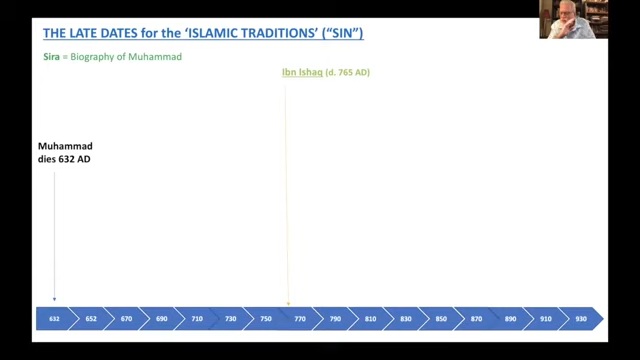 THE LATE DATES for the ‘ISLAMIC TRADITIONS’ (“SIN”)
Sira = Biography of Muhammad
Ibn Ishaq (d. 765 AD)
Muhammad
dies 632 AD
632 652 670 690 710 730 750 770 790 810 830 850 870 890 910 930